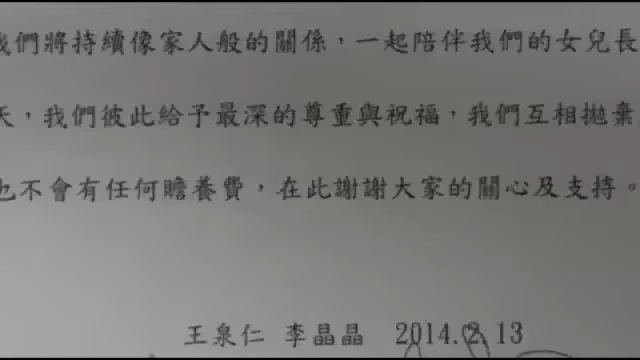 我們將持續像家人般的關係，一起陪伴我們的女兒長
天，我們彼此給予最深的尊重與祝福，我們互相拋棄
也不會有任何贍養費，在此謝謝大家的關心及支持。
王泉仁 李晶晶 2014.2.13